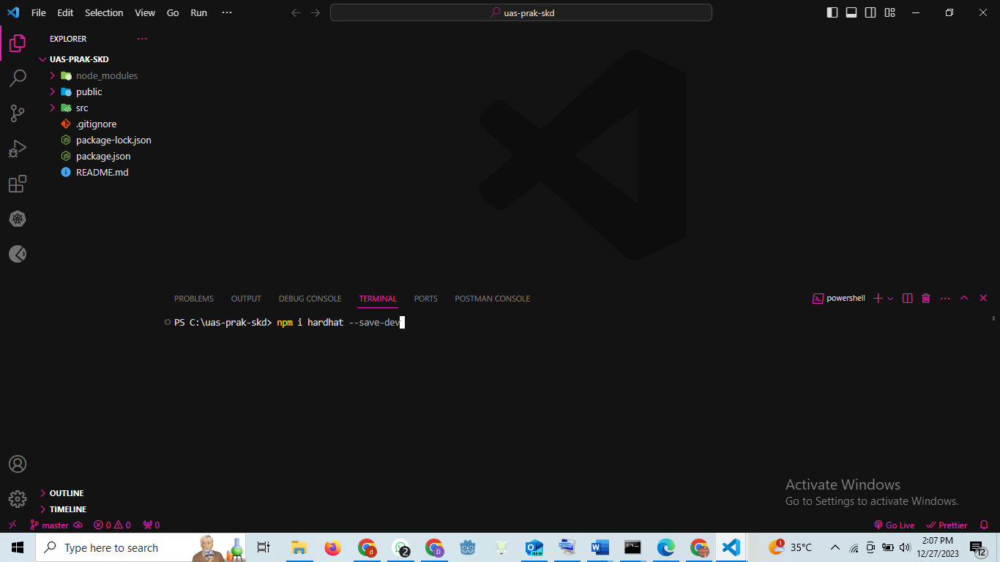 File Edit Selection View Go Run ···
uas-prak-skd
EXPLORER ···
UAS-PRAK-SKD
node_modules
public
src
.gitignore
package-lock.json
package.json
README.md
PROBLEMS OUTPUT DEBUG CONSOLE TERMINAL PORTS POSTMAN CONSOLE
powershell
PS C:\uas-prak-skd> npm i hardhat --save-dev
OUTLINE
TIMELINE
Activate Windows
Go to Settings to activate Windows.
master 0 0 0
Go Live Prettier
Type here to search
d
2
D
NEW
1
35°C
2:07 PM
12/27/2023
12